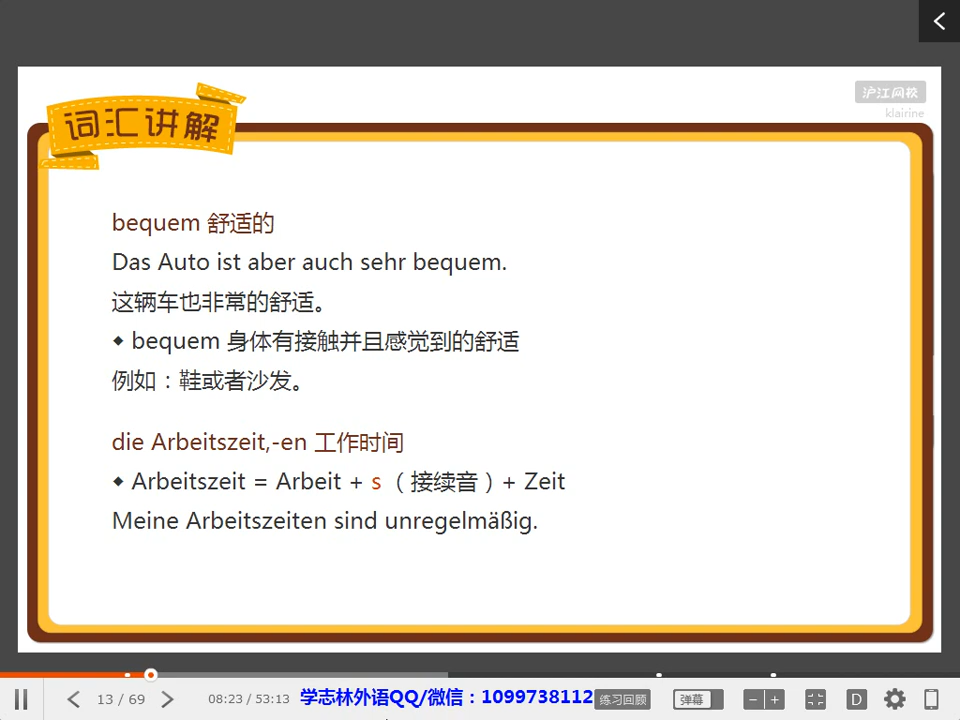 沪江网校
klairine
词汇讲解
bequem 舒适的
Das Auto ist aber auch sehr bequem.
这辆车也非常的舒适。
◆ bequem 身体有接触并且感觉到的舒适
例如：鞋或者沙发。
die Arbeitszeit,-en 工作时间
◆ Arbeitszeit = Arbeit + s （接续音）+ Zeit
Meine Arbeitszeiten sind unregelmäßig.
13 / 69 08:23 / 53:13 学志林外语QQ/微信：1099738112 练习回顾 弹幕 − + D